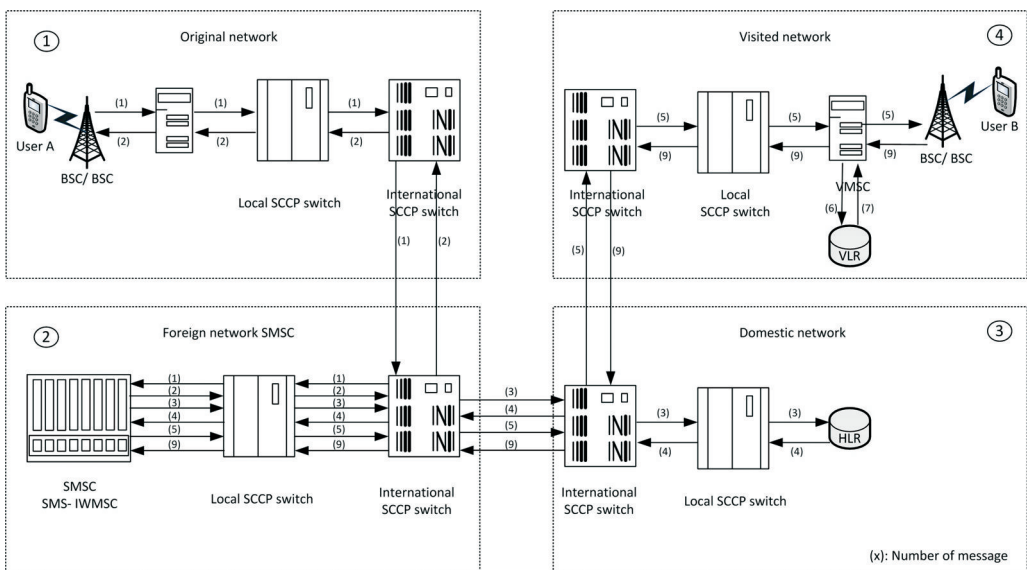 1
Original network
(1)
(1)
(1)
(2)
(2)
(2)
User A
BSC/ BSC
Local SCCP switch
International
SCCP switch
(1)
(2)
Visited network
4
(5)
(5)
(5)
(9)
(9)
(9)
User B
BSC/ BSC
International
SCCP switch
Local
SCCP switch
VMSC
(6)
(7)
VLR
(5)
(9)
2
Foreign network SMSC
(1)
(1)
(2)
(2)
(3)
(3)
(4)
(4)
(5)
(5)
(9)
(9)
SMSC
SMS- IWMSC
Local SCCP switch
International
SCCP switch
(3)
(4)
(5)
(9)
Domestic network
3
(3)
(3)
(4)
(4)
HLR
International
SCCP switch
Local SCCP switch
(x): Number of message